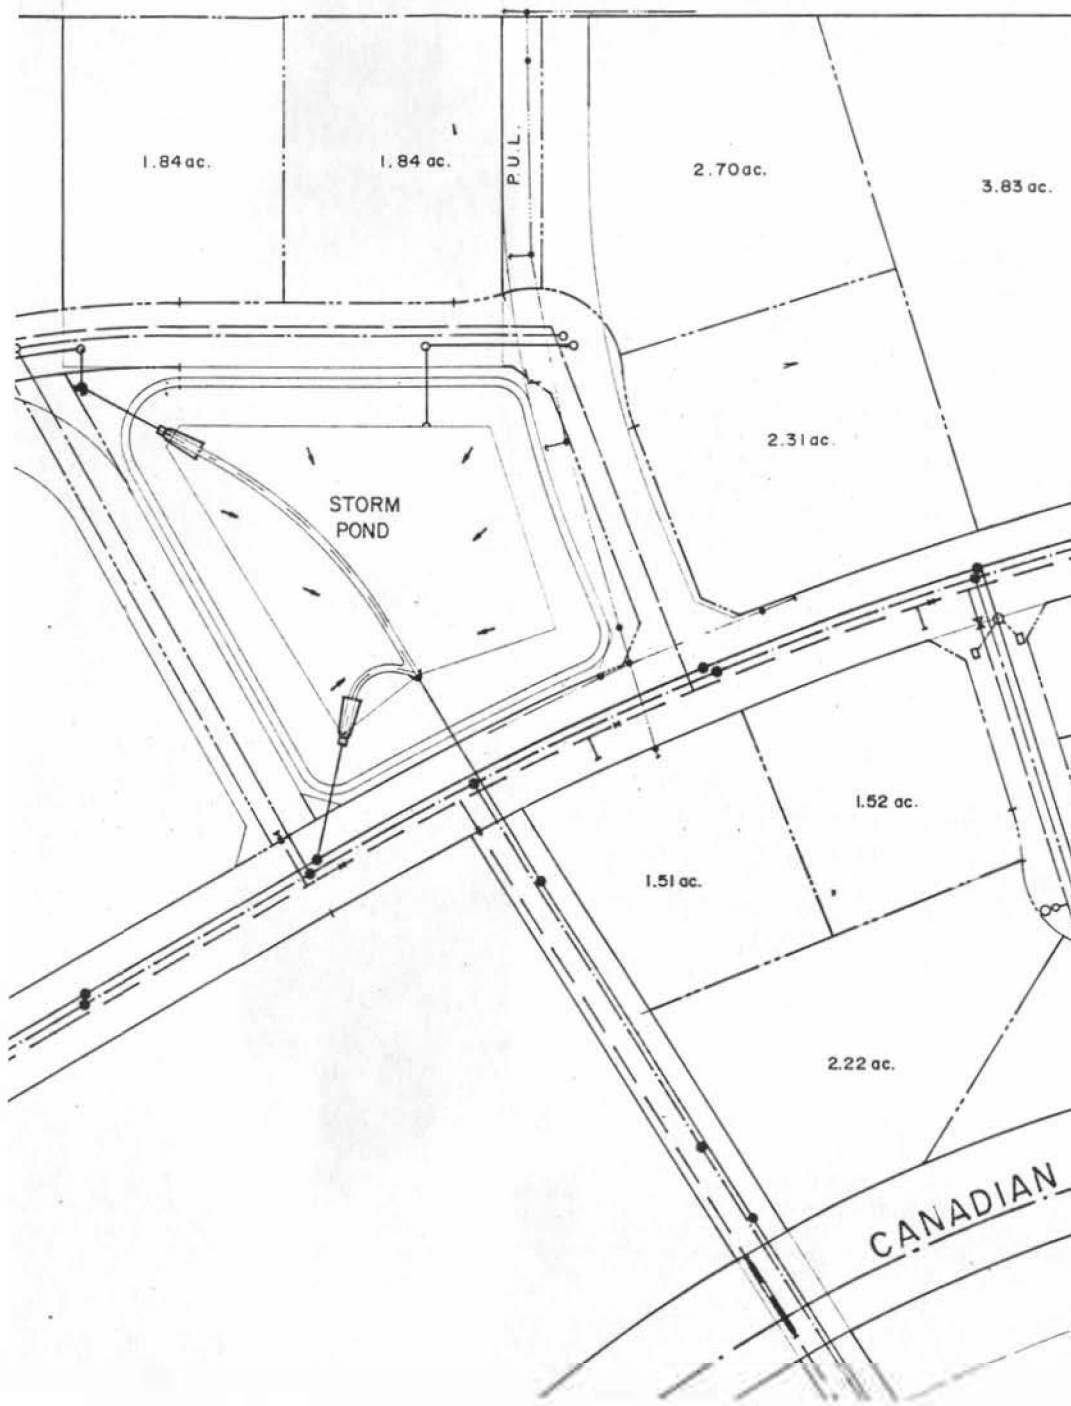 1.84 ac.
1.84 ac.
P.U.L.
2.70 ac.
3.83 ac.
2.31 ac.
STORM
POND
1.52 ac.
1.51 ac.
2.22 ac.
CANADIAN